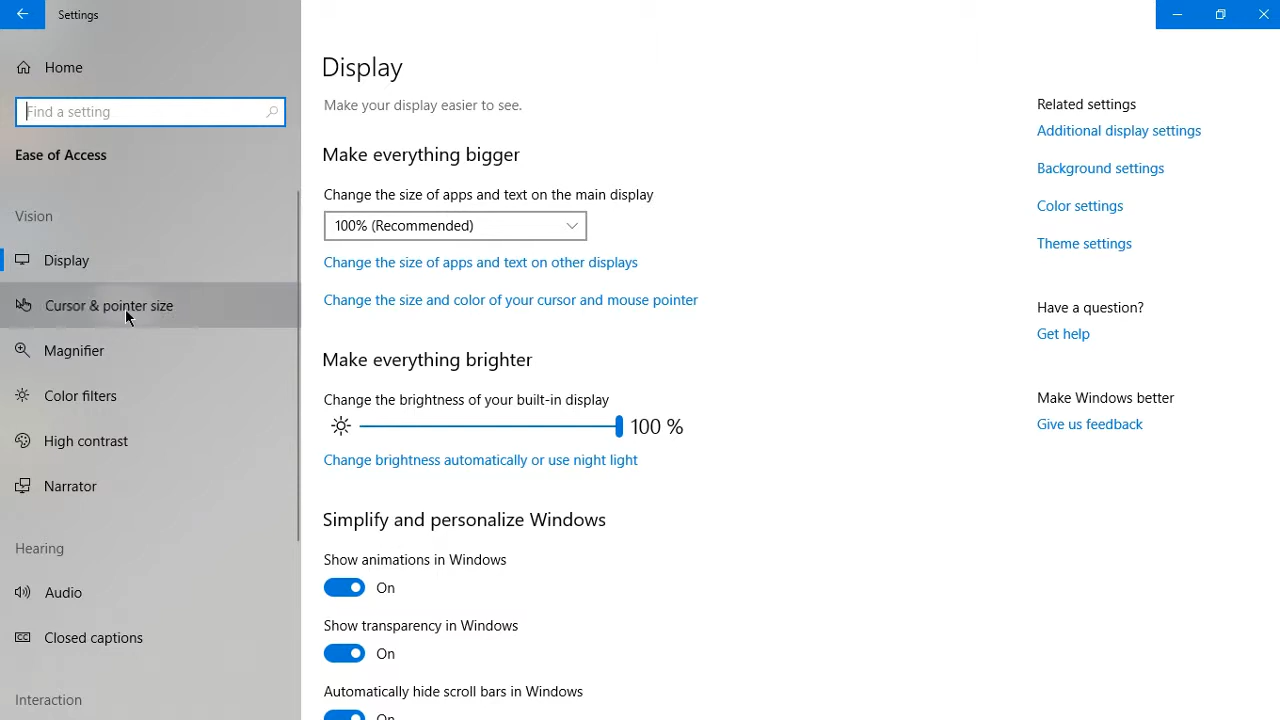 Settings
Home
Find a setting
Ease of Access
Vision
Display
Cursor & pointer size
Magnifier
Color filters
High contrast
Narrator
Hearing
Audio
Closed captions
Interaction
Display
Make your display easier to see.
Make everything bigger
Change the size of apps and text on the main display
100% (Recommended)
Change the size of apps and text on other displays
Change the size and color of your cursor and mouse pointer
Make everything brighter
Change the brightness of your built-in display
100 %
Change brightness automatically or use night light
Simplify and personalize Windows
Show animations in Windows
On
Show transparency in Windows
On
Automatically hide scroll bars in Windows
On
Related settings
Additional display settings
Background settings
Color settings
Theme settings
Have a question?
Get help
Make Windows better
Give us feedback